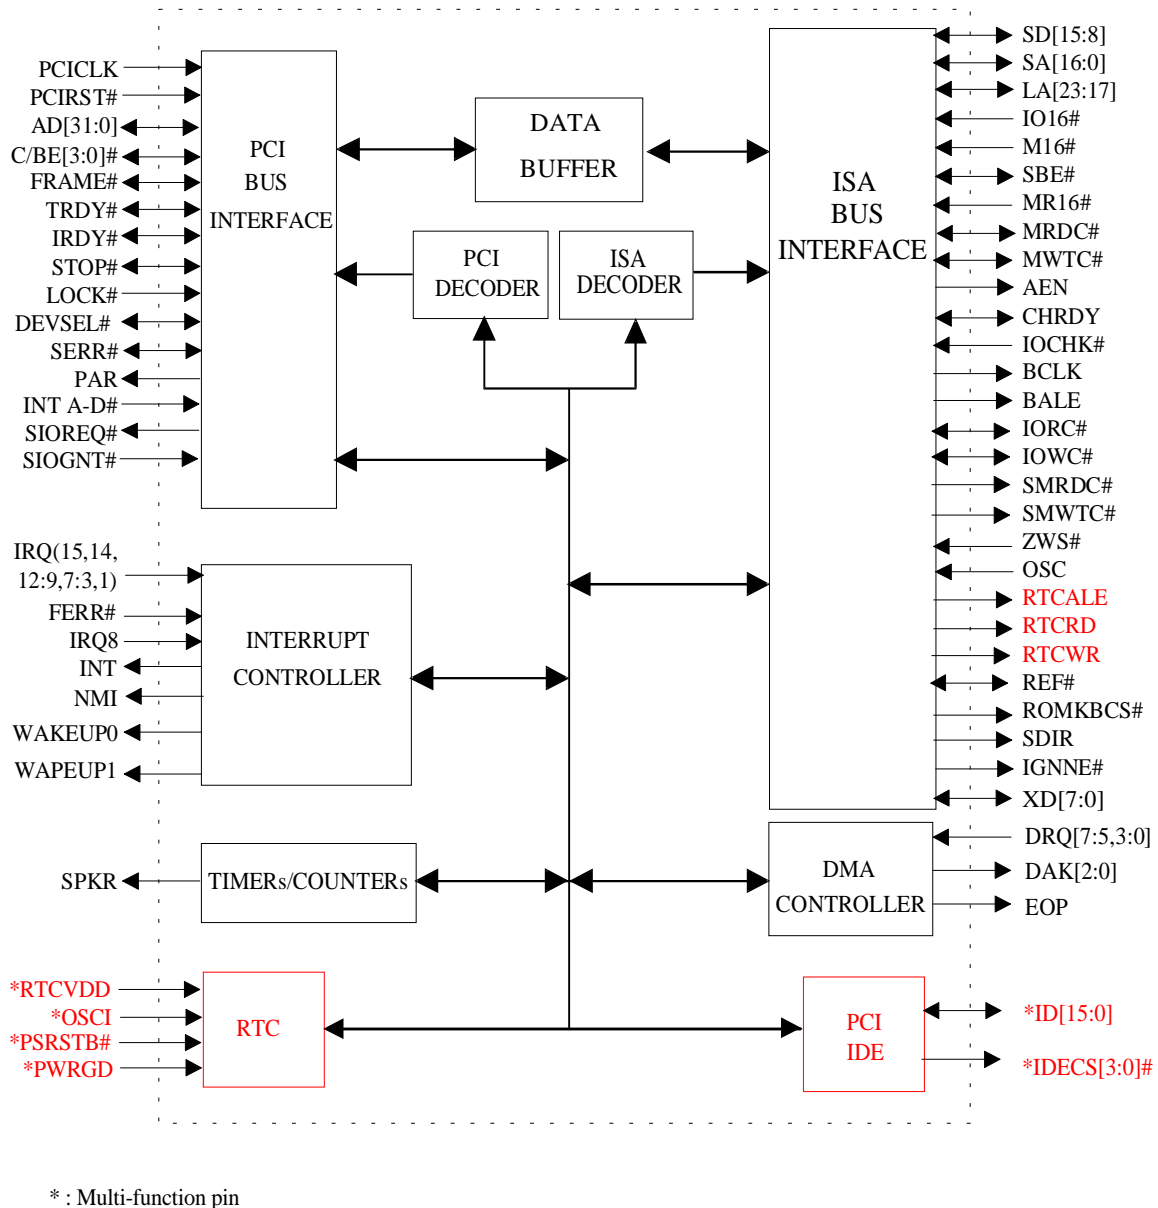 PCICLK
PCIRST#
AD[31:0]
C/BE[3:0]#
FRAME#
TRDY#
IRDY#
STOP#
LOCK#
DEVSEL#
SERR#
PAR
INT A-D#
SIOREQ#
SIOGNT#
PCI
BUS
INTERFACE
DATA
BUFFER
PCI
DECODER
ISA
DECODER
ISA
BUS
INTERFACE
SD[15:8]
SA[16:0]
LA[23:17]
IO16#
M16#
SBE#
MR16#
MRDC#
MWTC#
AEN
CHRDY
IOCHK#
BCLK
BALE
IORC#
IOWC#
SMRDC#
SMWTC#
ZWS#
OSC
RTCALE
RTCRD
RTCWR
REF#
ROMKBCS#
SDIR
IGNNE#
XD[7:0]
IRQ(15,14,
12:9,7:3,1)
FERR#
IRQ8
INT
NMI
WAKEUP0
WAPEUP1
INTERRUPT
CONTROLLER
SPKR
TIMERs/COUNTERs
DMA
CONTROLLER
DRQ[7:5,3:0]
DAK[2:0]
EOP
*RTCVDD
*OSCI
*PSRSTB#
*PWRGD
RTC
PCI
IDE
*ID[15:0]
*IDECS[3:0]#
* : Multi-function pin